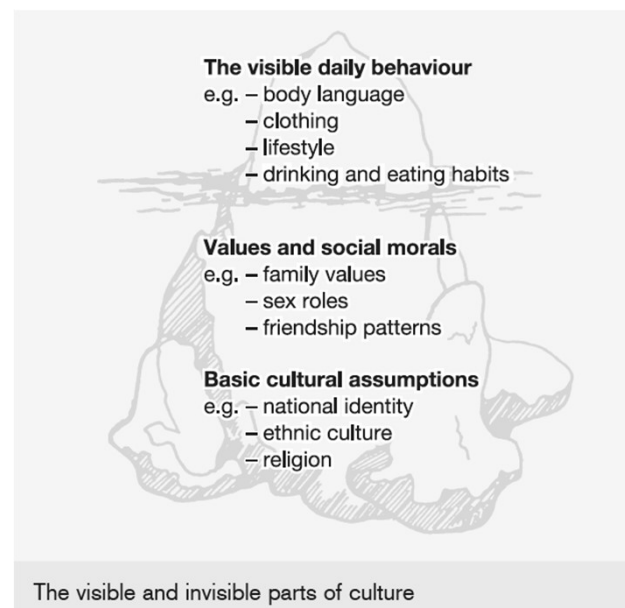 The visible daily behaviour
e.g. – body language
– clothing
– lifestyle
– drinking and eating habits
Values and social morals
e.g. – family values
– sex roles
– friendship patterns
Basic cultural assumptions
e.g. – national identity
– ethnic culture
– religion
The visible and invisible parts of culture